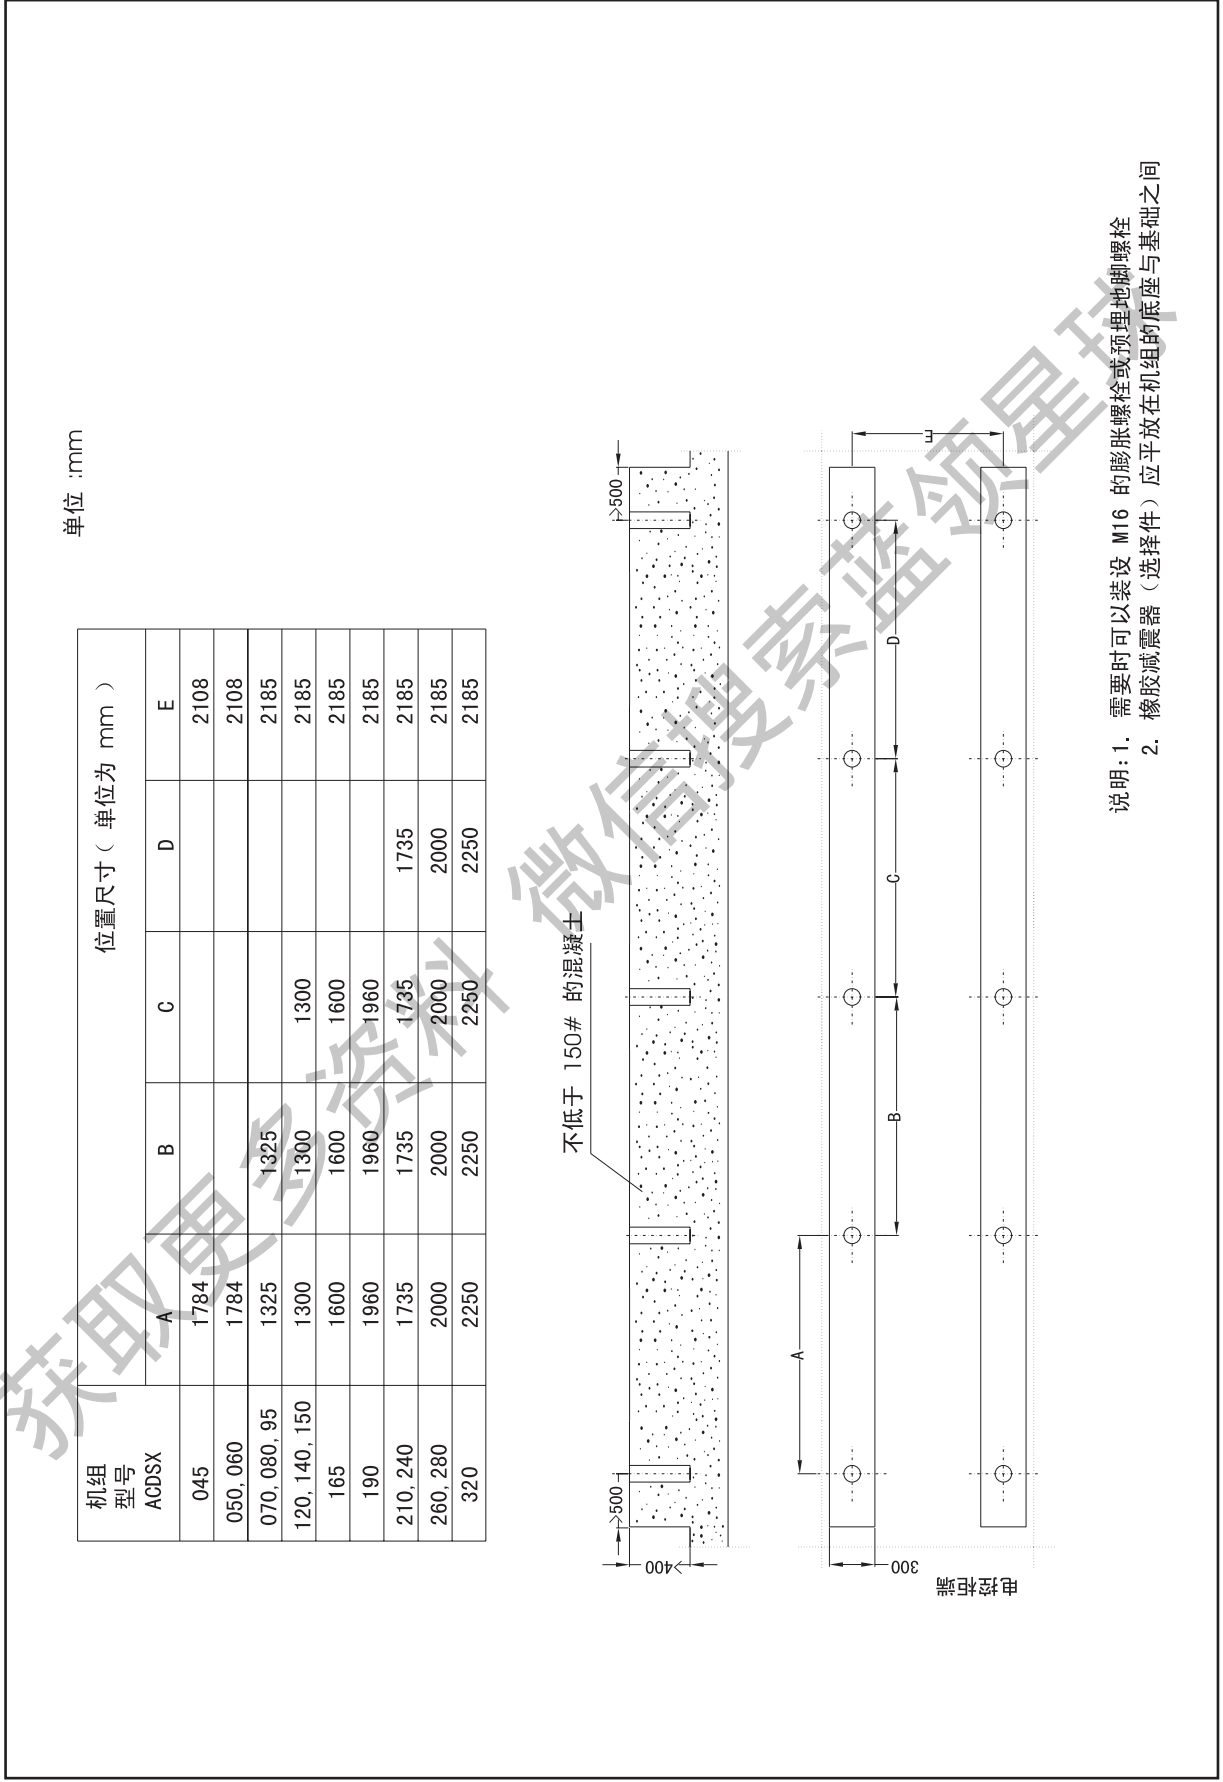 单位 :mm
机组 型号 ACDSX 位置尺寸( 单位为 mm )
A B C D E
045 1784 2108
050,060 1784 2108
070,080,95 1325 1325 2185
120,140,150 1300 1300 1300 2185
165 1600 1600 1600 2185
190 1960 1960 1960 2185
210,240 1735 1735 1735 1735 2185
260,280 2000 2000 2000 2000 2185
320 2250 2250 2250 2250 2185
不低于 150# 的混凝土
>500
>500
>400
A
B
C
D
E
300
电控柜端
说明:1. 需要时可以装设 M16 的膨胀螺栓或预埋地脚螺栓
2. 橡胶减震器（选择件）应平放在机组的底座与基础之间
获取更多资料 微信搜索蓝领星球